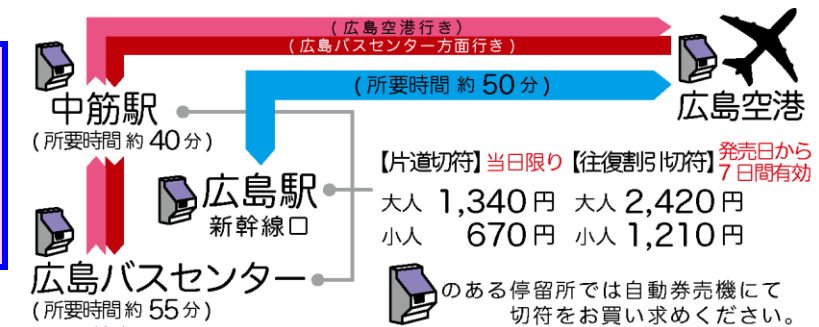 (広島空港行き)
(広島バスセンター方面行き)
(所要時間 約 50分)
中筋駅
(所要時間 約 40分)
広島空港
広島駅
新幹線口
広島バスセンター
(所要時間 約 55分)
【片道切符】当日限り
大人 1,340円
小人 670円
【往復割引切符】発売日から
7日間有効
大人 2,420円
小人 1,210円
のある停留所では自動券売機にて
切符をお買い求めください。